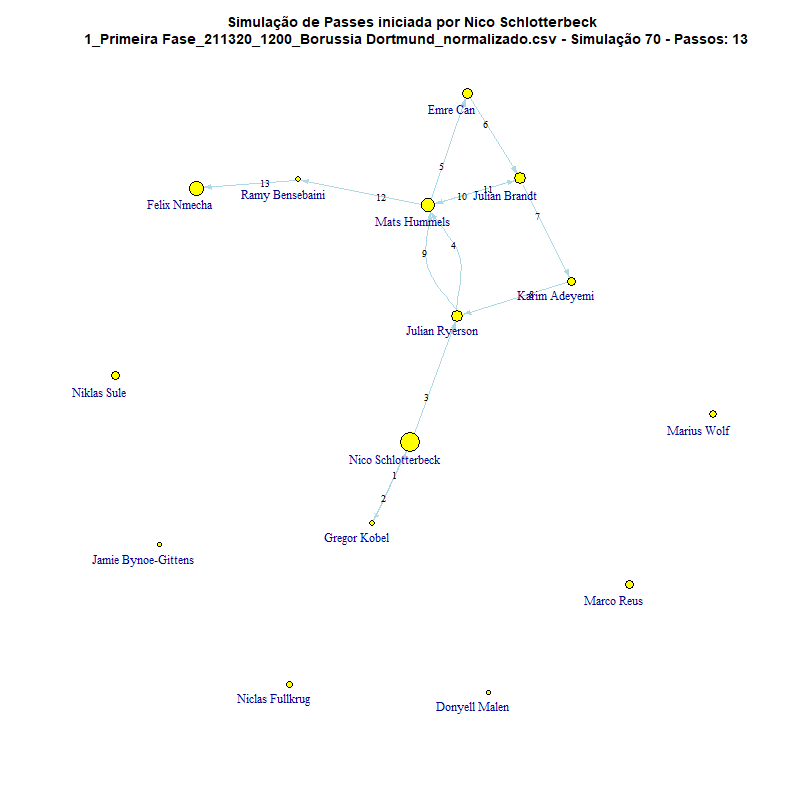 Simulação de Passes iniciada por Nico Schlotterbeck
1_Primeira Fase_211320_1200_Borussia Dortmund_normalizado.csv - Simulação 70 - Passos: 13
Emre Can
6
5
13
Ramy Bensebaini
Felix Nmecha
12
10
11
Julian Brandt
Mats Hummels
7
9
4
Karim Adeyemi
8
Julian Ryerson
Niklas Sule
3
Marius Wolf
Nico Schlotterbeck
1
2
Gregor Kobel
Jamie Bynoe-Gittens
Marco Reus
Niclas Fullkrug
Donyell Malen